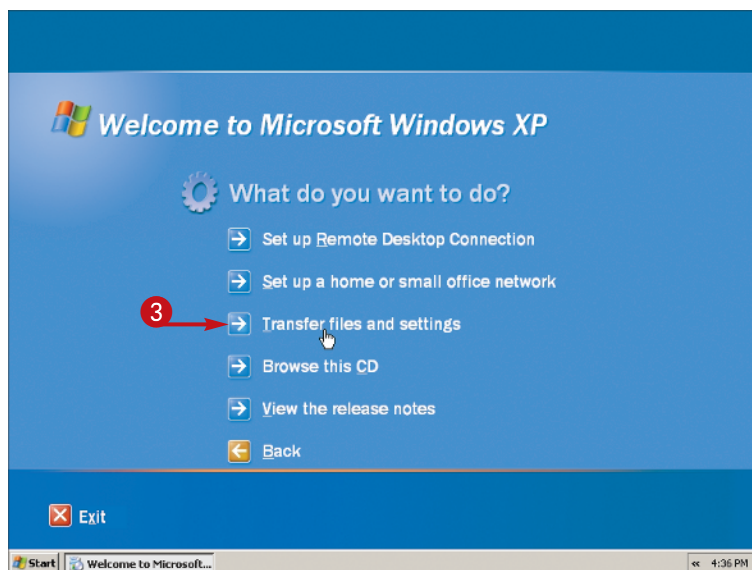 Welcome to Microsoft Windows XP
What do you want to do?
Set up Remote Desktop Connection
Set up a home or small office network
3
Transfer files and settings
Browse this CD
View the release notes
Back
Exit
Start
Welcome to Microsoft...
« 4:36 PM